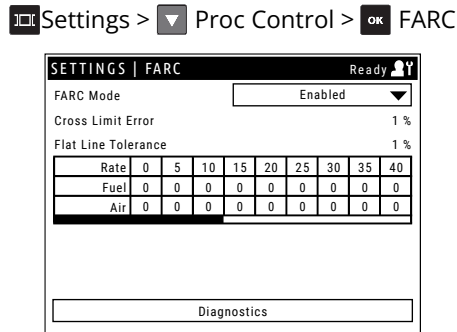 Settings > Proc Control > OK FARC
SETTINGS | FARC Ready
FARC Mode Enabled
Cross Limit Error 1 %
Flat Line Tolerance 1 %
Rate 0 5 10 15 20 25 30 35 40
Fuel 0 0 0 0 0 0 0 0 0
Air 0 0 0 0 0 0 0 0 0
Diagnostics